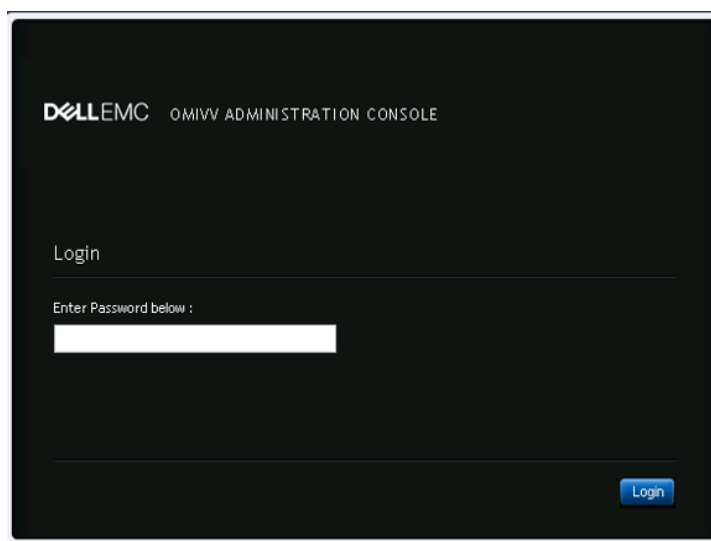 DELLEMC OMIVV ADMINISTRATION CONSOLE
Login
Enter Password below :
Login